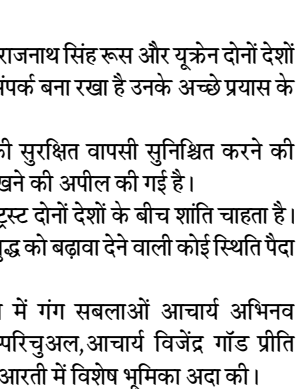 राजनाथ सिंह रूस और यूक्रेन दोनों देशों
संपर्क बना रखा है उनके अच्छे प्रयास के
की सुरक्षित वापसी सुनिश्चित करने की
खने की अपील की गई है।
ट्रस्ट दोनों देशों के बीच शांति चाहता है।
युद्ध को बढ़ावा देने वाली कोई स्थिति पैदा
में गंग सबलाओं आचार्य अभिनव
परिचुअल,आचार्य विजेंद्र गॉड प्रीति
आरती में विशेष भूमिका अदा की।